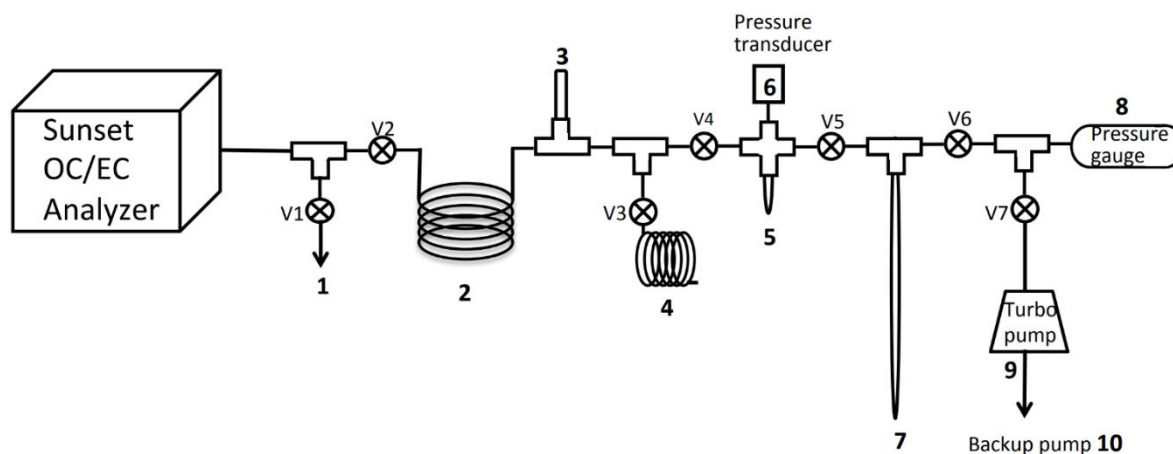 Pressure
transducer
3
6
8
V4
V5
V6
Pressure
gauge
Sunset
OC/EC
Analyzer
V2
V1
V3
V7
5
1
2
4
Turbo
pump
9
7
Backup pump 10